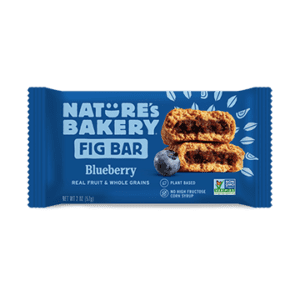 NATÜRE'S
BAKERY
FIG BAR
Blueberry
REAL FRUIT & WHOLE GRAINS
PLANT BASED
NO HIGH FRUCTOSE
CORN SYRUP
NET WT 2 OZ (57g)